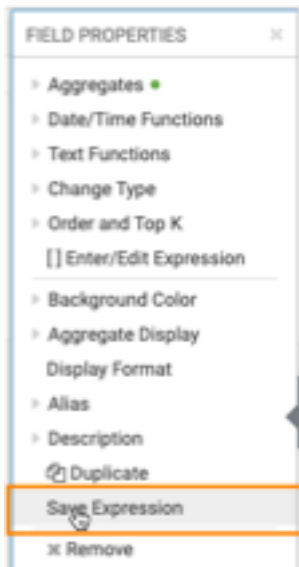 FIELD PROPERTIES
Aggregates
Date/Time Functions
Text Functions
Change Type
Order and Top K
[ ] Enter/Edit Expression
Background Color
Aggregate Display
Display Format
Alias
Description
Duplicate
Save Expression
Remove